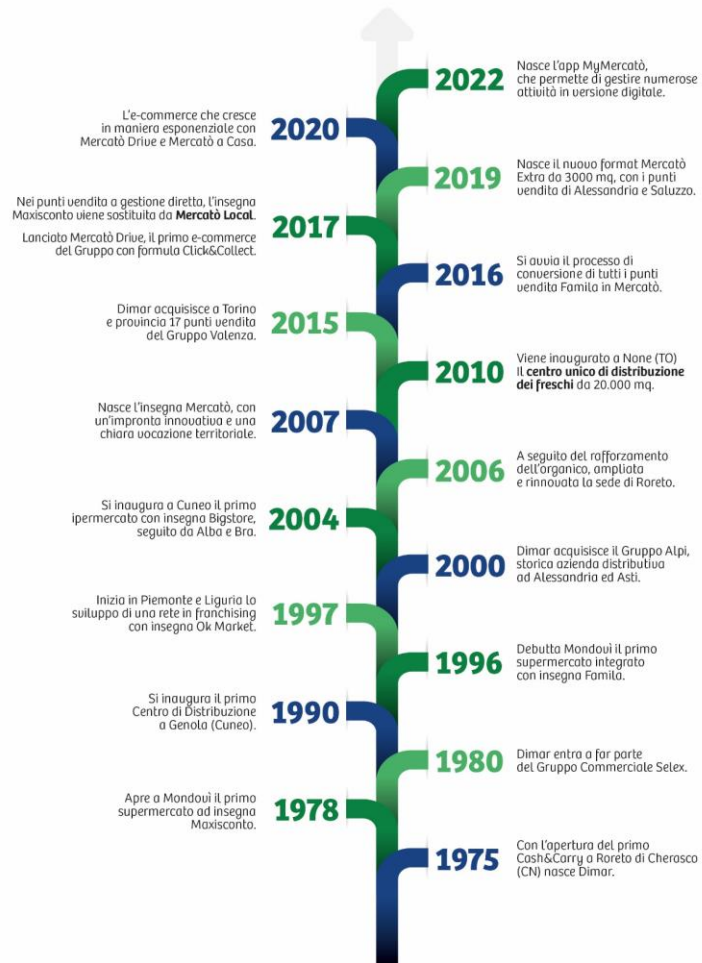 2022
Nasce l'app MyMercatò,
che permette di gestire numerose
attività in versione digitale.
L'e-commerce che cresce
in maniera esponenziale con
Mercatò Drive e Mercatò a Casa.
2020
2019
Nasce il nuovo format Mercatò
Extra da 3000 mq, con i punti
vendita di Alessandria e Saluzzo.
Nei punti vendita a gestione diretta, l'insegna
Maxisconto viene sostituita da Mercatò Local.
Lanciato Mercatò Drive, il primo e-commerce
del Gruppo con formula Click&Collect.
2017
2016
Si avvia il processo di
conversione di tutti i punti
vendita Famila in Mercatò.
Dimar acquisisce a Torino
e provincia 17 punti vendita
del Gruppo Valenza.
2015
2010
Viene inaugurato a None (TO)
Il centro unico di distribuzione
dei freschi da 20.000 mq.
Nasce l'insegna Mercatò, con
un'impronta innovativa e una
chiara vocazione territoriale.
2007
2006
A seguito del rafforzamento
dell'organico, ampliata
e rinnovata la sede di Roreto.
Si inaugura a Cuneo il primo
ipermercato con insegna Bigstore,
seguito da Alba e Bra.
2004
2000
Dimar acquisisce il Gruppo Alpi,
storica azienda distributiva
ad Alessandria ed Asti.
Inizia in Piemonte e Liguria lo
sviluppo di una rete in franchising
con insegna Ok Market.
1997
1996
Debutta Mondovì il primo
supermercato integrato
con insegna Famila.
Si inaugura il primo
Centro di Distribuzione
a Genola (Cuneo).
1990
1980
Dimar entra a far parte
del Gruppo Commerciale Selex.
Apre a Mondovì il primo
supermercato ad insegna
Maxisconto.
1978
1975
Con l'apertura del primo
Cash&Carry a Roreto di Cherasco
(CN) nasce Dimar.